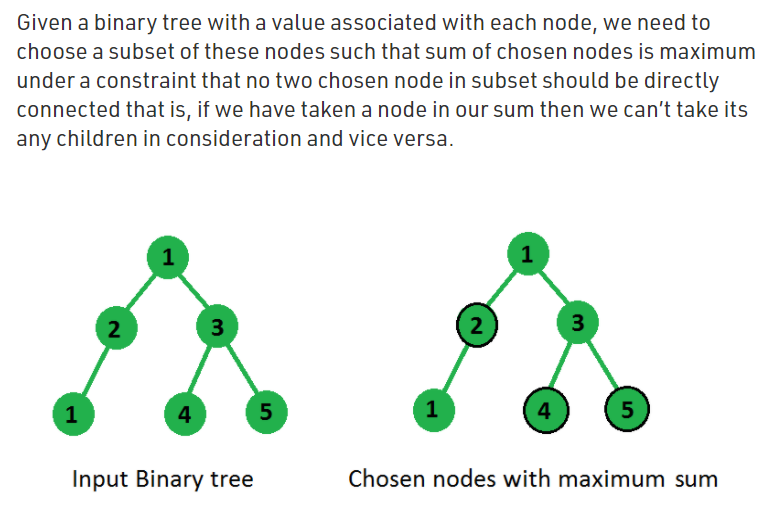 Given a binary tree with a value associated with each node, we need to
choose a subset of these nodes such that sum of chosen nodes is maximum
under a constraint that no two chosen node in subset should be directly
connected that is, if we have taken a node in our sum then we can’t take its
any children in consideration and vice versa.
1 1
2 3 2 3
1 4 5 1 4 5
Input Binary tree Chosen nodes with maximum sum